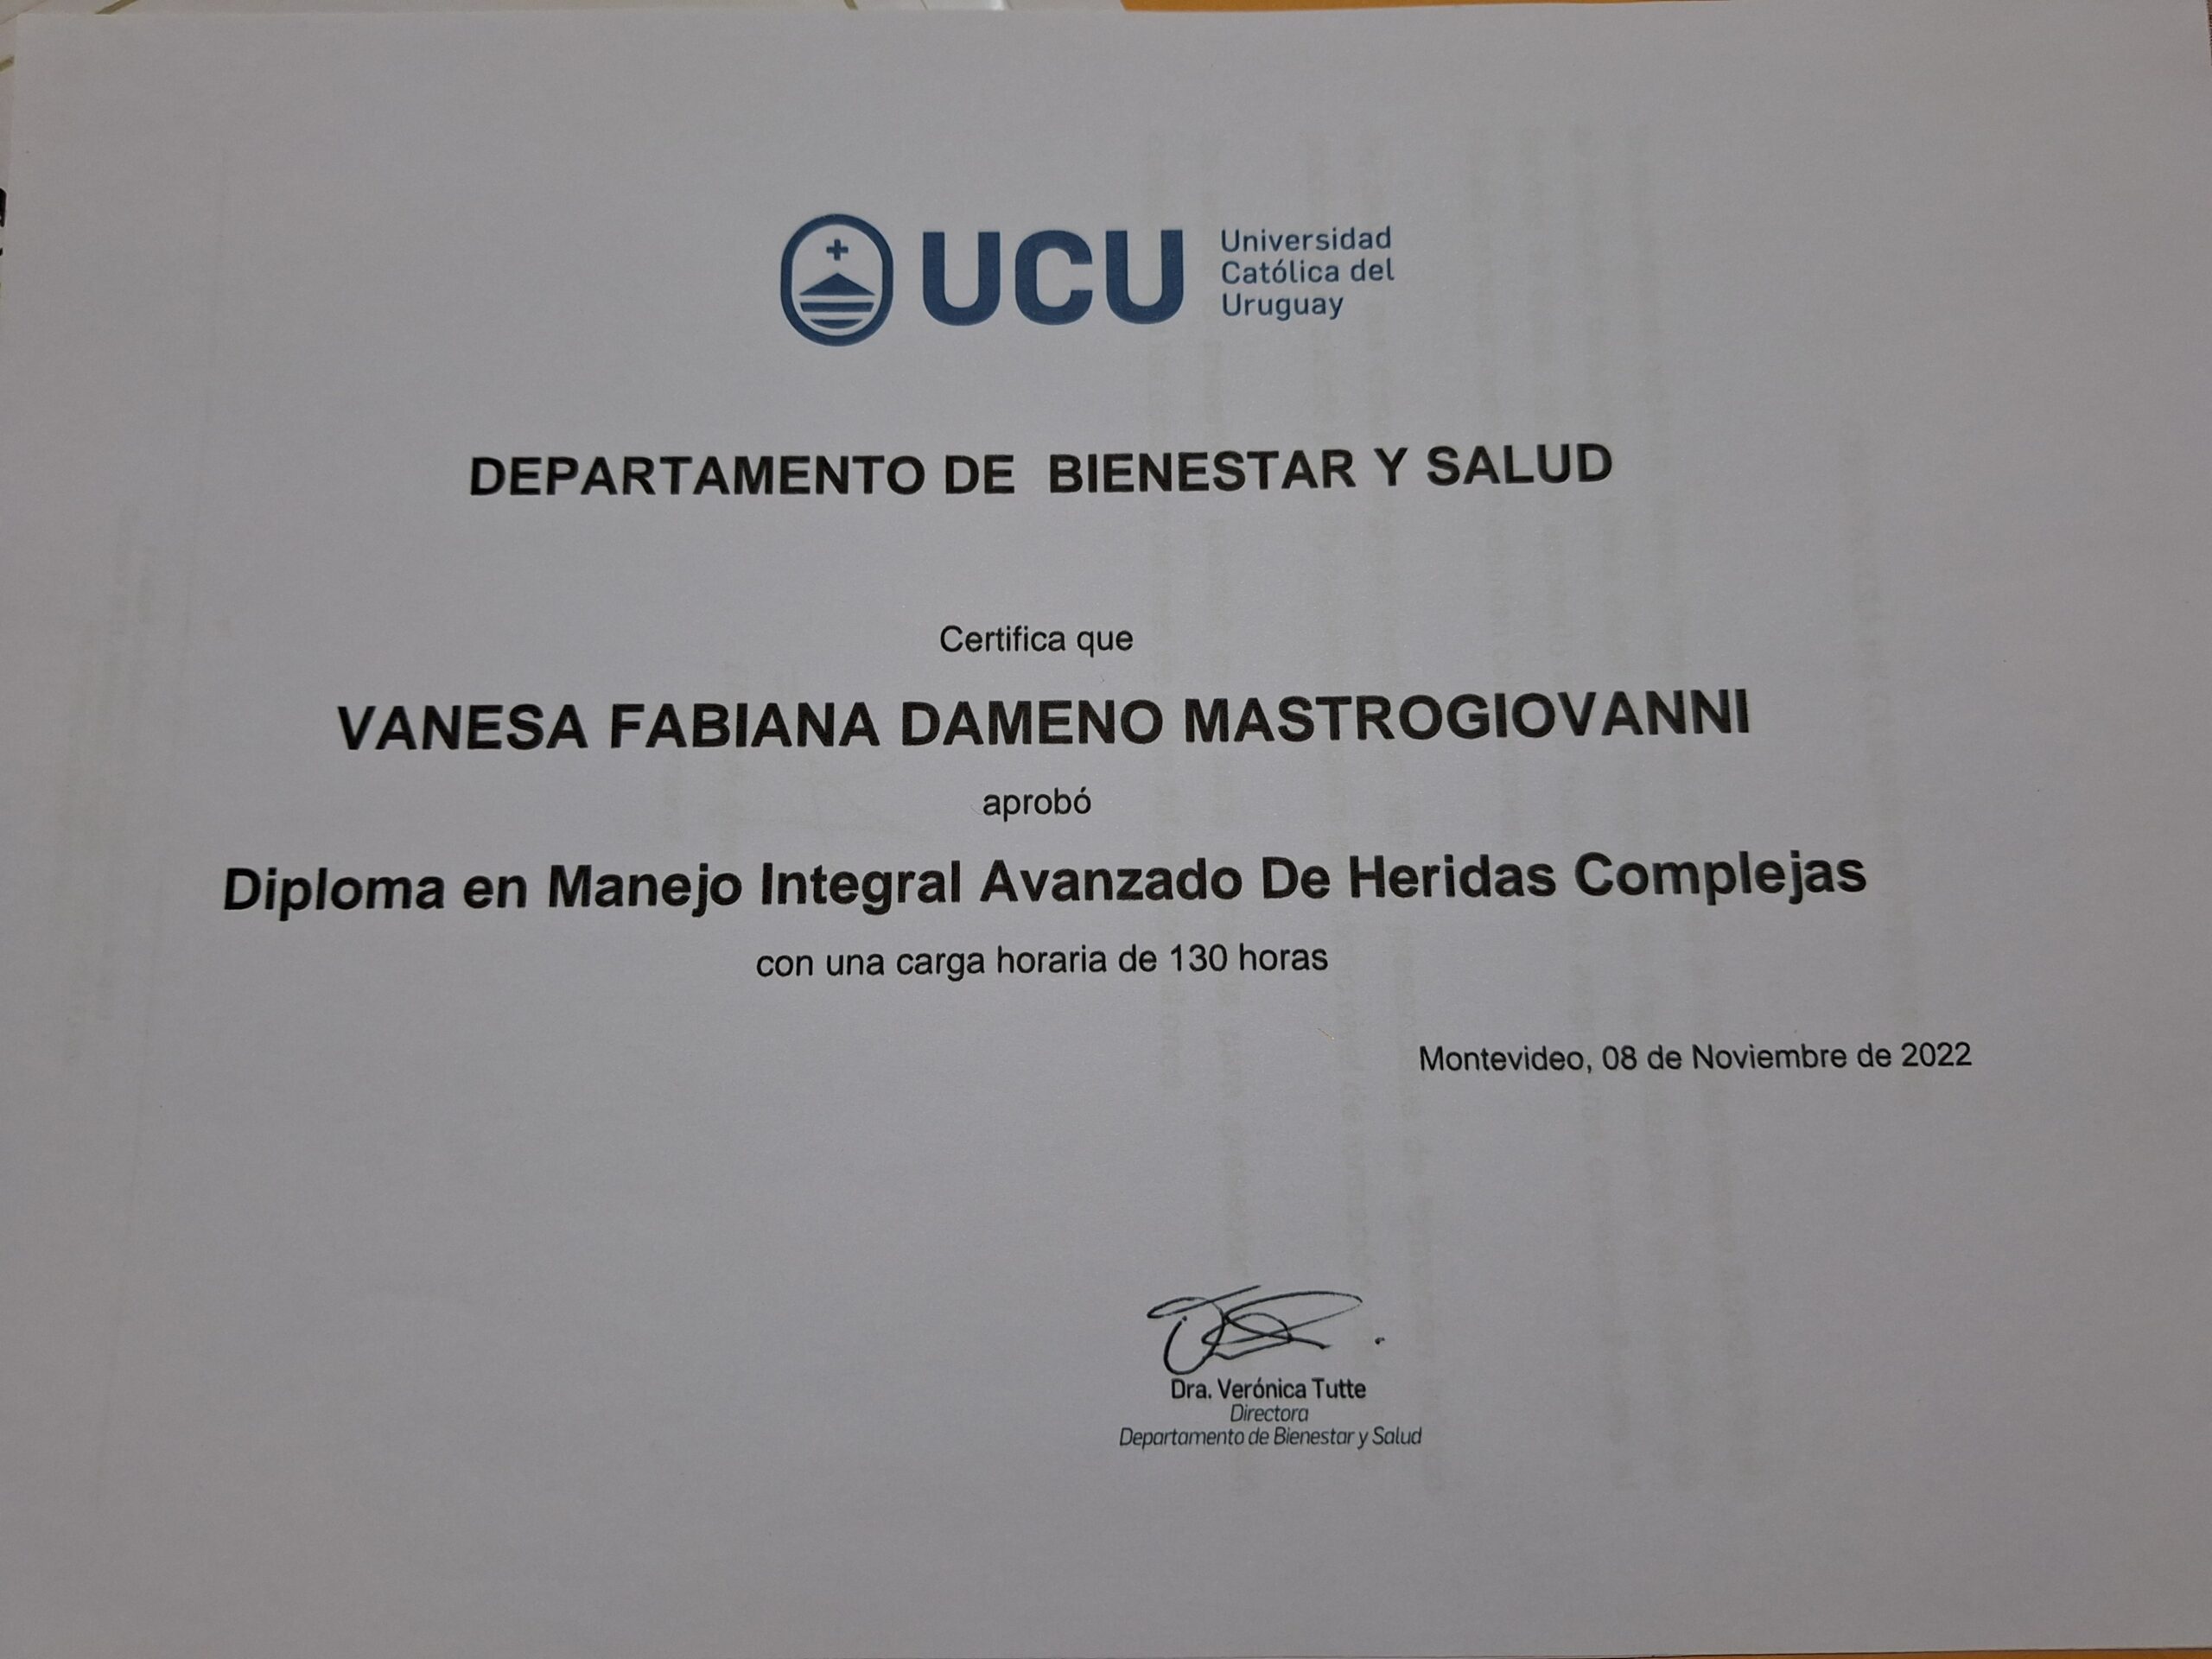 UCU
Universidad
Católica del
Uruguay
DEPARTAMENTO DE BIENESTAR Y SALUD
Certifica que
VANESA FABIANA DAMENO MASTROGIOVANNI
aprobó
Diploma en Manejo Integral Avanzado De Heridas Complejas
con una carga horaria de 130 horas
Montevideo, 08 de Noviembre de 2022
Dra. Verónica Tutte
Directora
Departamento de Bienestar y Salud